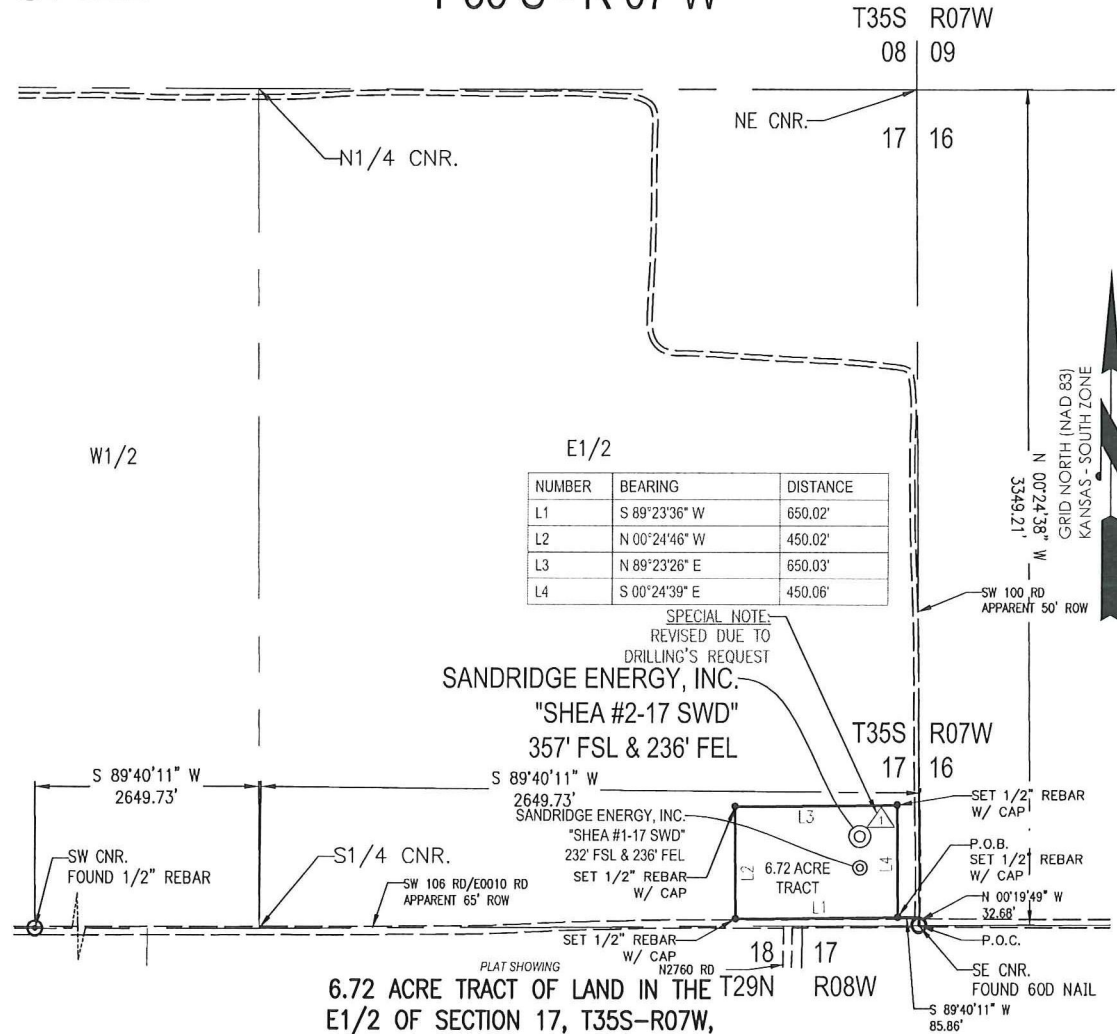 T35S R07W
08 09
NE CNR.
17 16
N1/4 CNR.
GRID NORTH (NAD 83)
KANSAS - SOUTH ZONE
N 00°24'38" W
3349.21'
W1/2
E1/2
NUMBER BEARING DISTANCE
L1 S 89°23'36" W 650.02'
L2 N 00°24'46" W 450.02'
L3 N 89°23'26" E 650.03'
L4 S 00°24'39" E 450.06'
SW 100 RD
APPARENT 50' ROW
SPECIAL NOTE:
REVISED DUE TO
DRILLING'S REQUEST
SANDRIDGE ENERGY, INC.
"SHEA #2-17 SWD"
357' FSL & 236' FEL
T35S R07W
17 16
S 89°40'11" W
2649.73'
S 89°40'11" W
2649.73'
SANDRIDGE ENERGY, INC.
"SHEA #1-17 SWD"
232' FSL & 236' FEL
SET 1/2" REBAR
W/ CAP
L3
1
L2
6.72 ACRE
TRACT
L4
L1
SET 1/2" REBAR
W/ CAP
P.O.B.
SET 1/2" REBAR
W/ CAP
N 00°19'49" W
32.68'
P.O.C.
SE CNR.
FOUND 60D NAIL
S 89°40'11" W
85.86'
SW CNR.
FOUND 1/2" REBAR
S1/4 CNR.
SW 106 RD/E0010 RD
APPARENT 65' ROW
SET 1/2" REBAR
W/ CAP
N2760 RD
18 17
T29N R08W
PLAT SHOWING
6.72 ACRE TRACT OF LAND IN THE
E1/2 OF SECTION 17, T35S-R07W,